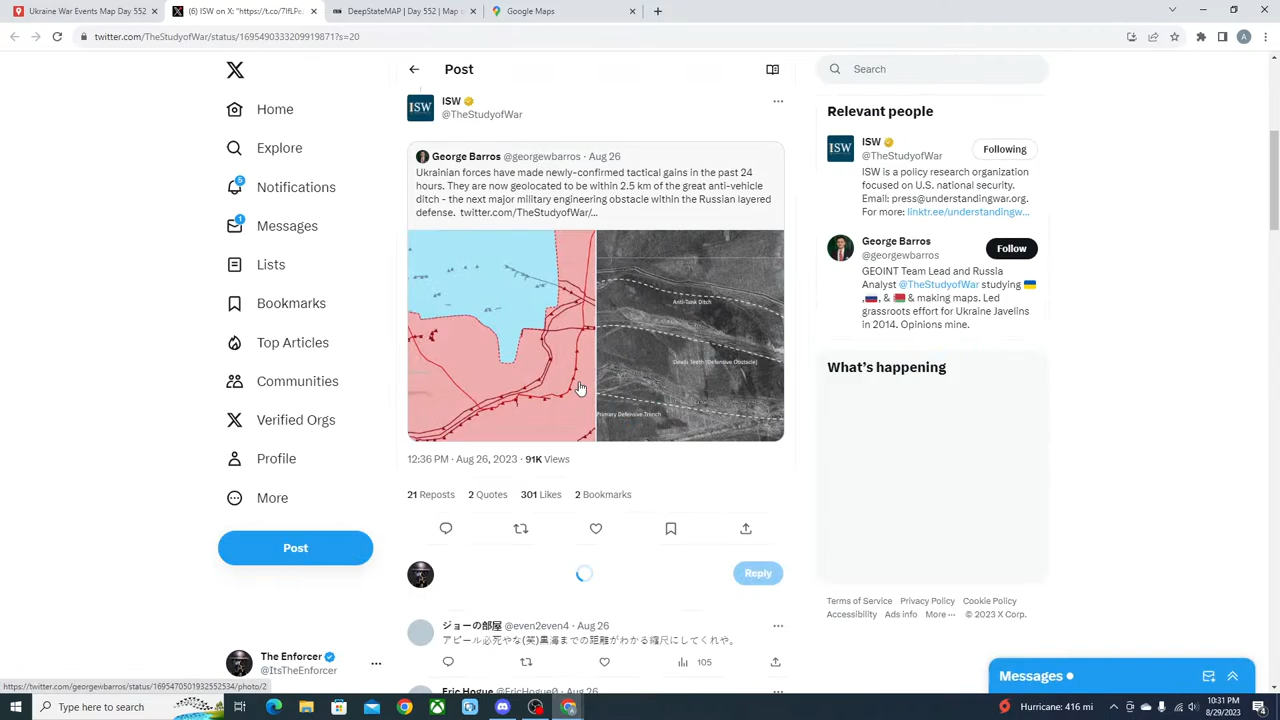 Ukraine War Events Map Day 552
(6) ISW on X: "https://t.co/7lfLPe
DeepStateMAP | Day 552 | Map
Google Maps
twitter.com/TheStudyofWar/status/1695490333209919871?s=20
Home
Explore
5
Notifications
1
Messages
Lists
Bookmarks
Top Articles
Communities
Verified Orgs
Profile
More
Post
The Enforcer
@ItsTheEnforcer
Post
ISW
@TheStudyofWar
George Barros @georgewbarros · Aug 26
Ukrainian forces have made newly-confirmed tactical gains in the past 24
hours. They are now geolocated to be within 2.5 km of the great anti-vehicle
ditch - the next major military engineering obstacle within the Russian layered
defense. twitter.com/TheStudyofWar/...
Anti-Tank Ditch
(Defensive Obstacle)
Primary Defensive Trench
12:36 PM · Aug 26, 2023 · 91K Views
21 Reposts 2 Quotes 301 Likes 2 Bookmarks
Reply
ジョーの部屋 @even2even4 · Aug 26
アピール必死やな(笑)黒海までの距離がわかる縮尺にしてくれや。
105
Eric Hogue @EricHogue0 · Aug 26
Search
Relevant people
ISW
@TheStudyofWar
Following
ISW is a policy research organization
focused on U.S. national security.
Email: press@understandingwar.org.
For more: linktr.ee/understandingw...
George Barros
@georgewbarros
Follow
GEOINT Team Lead and Russia
Analyst @TheStudyofWar studying
, & & making maps. Led
grassroots effort for Ukraine Javelins
in 2014. Opinions mine.
What's happening
Terms of Service Privacy Policy Cookie Policy
Accessibility Ads info More ··· © 2023 X Corp.
Messages
https://twitter.com/georgewbarros/status/1695470501932552534/photo/2
Type here to search
Hurricane: 416 mi
10:31 PM
8/29/2023